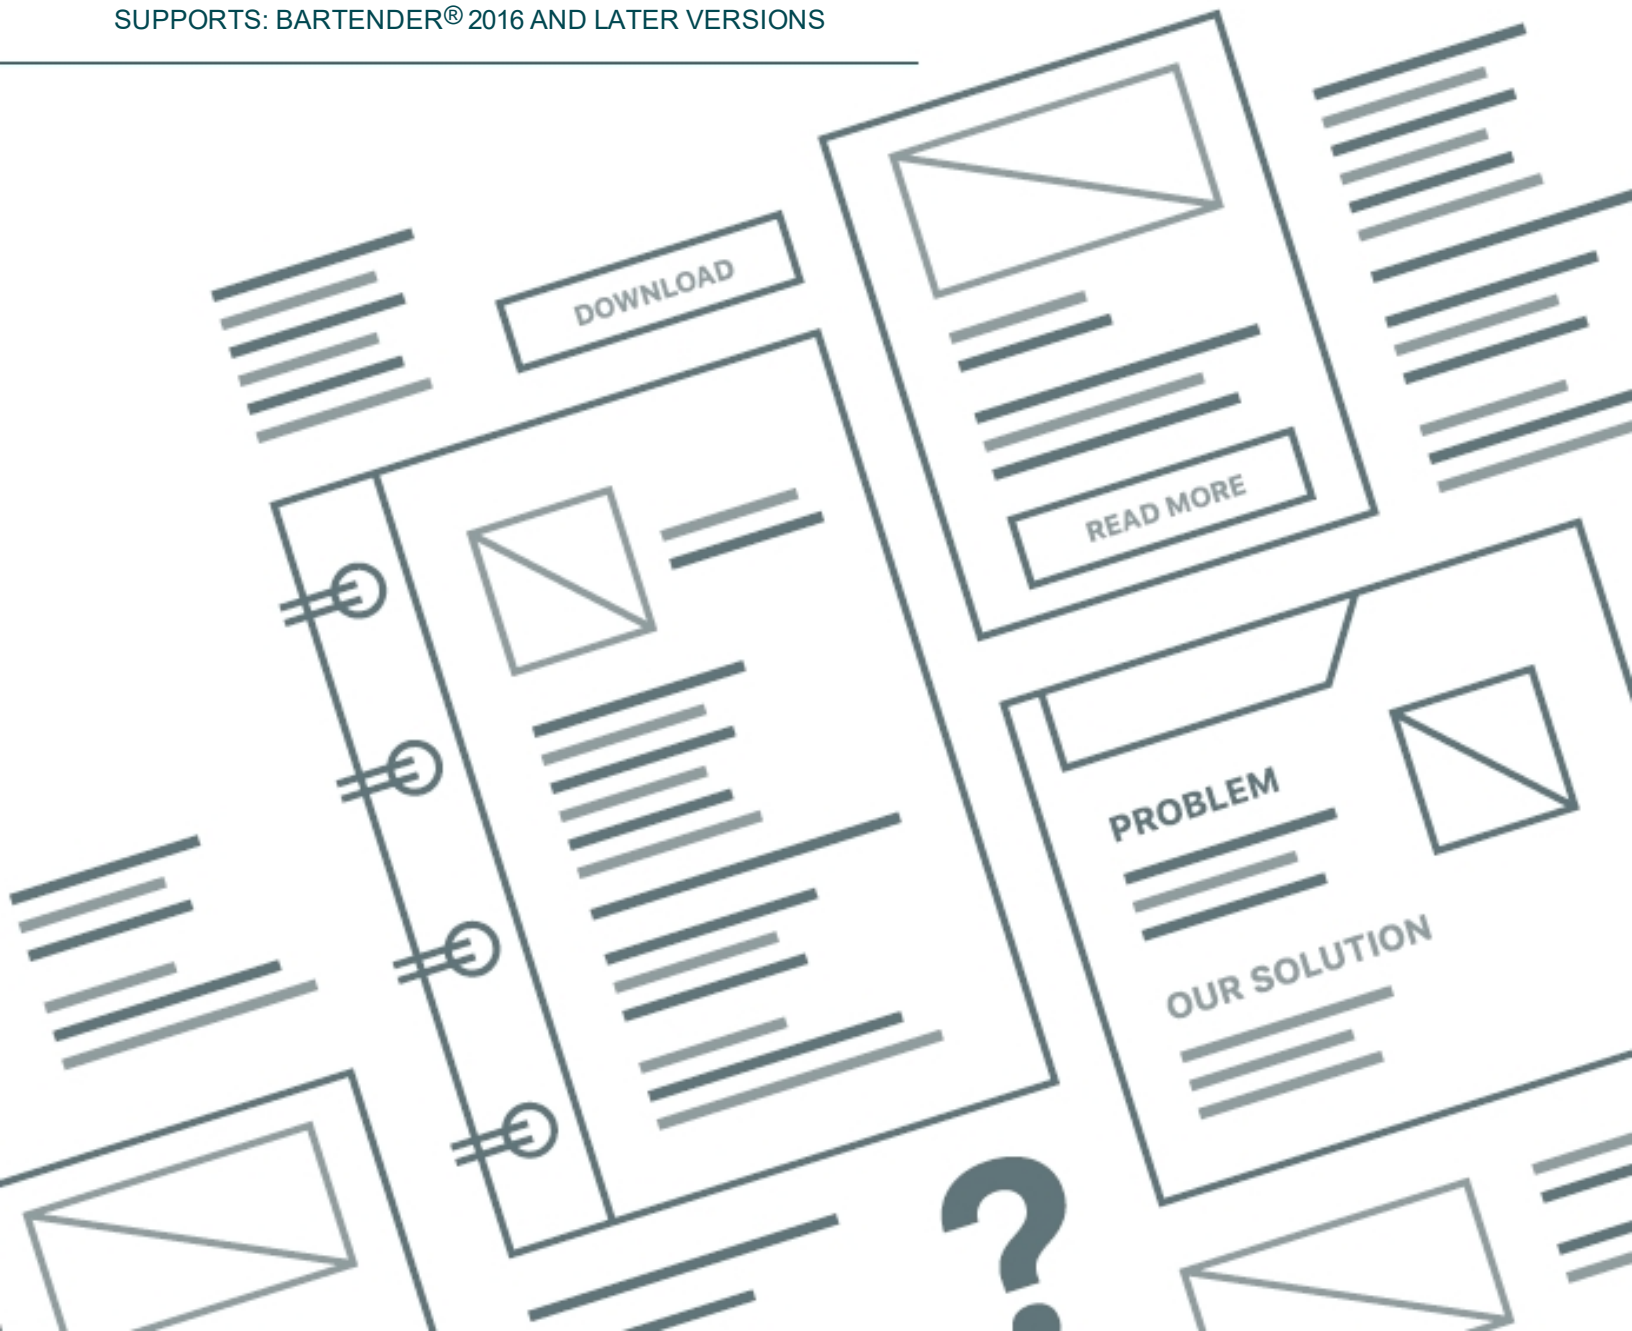 SUPPORTS: BARTENDER® 2016 AND LATER VERSIONS
DOWNLOAD
READ MORE
PROBLEM
OUR SOLUTION
?